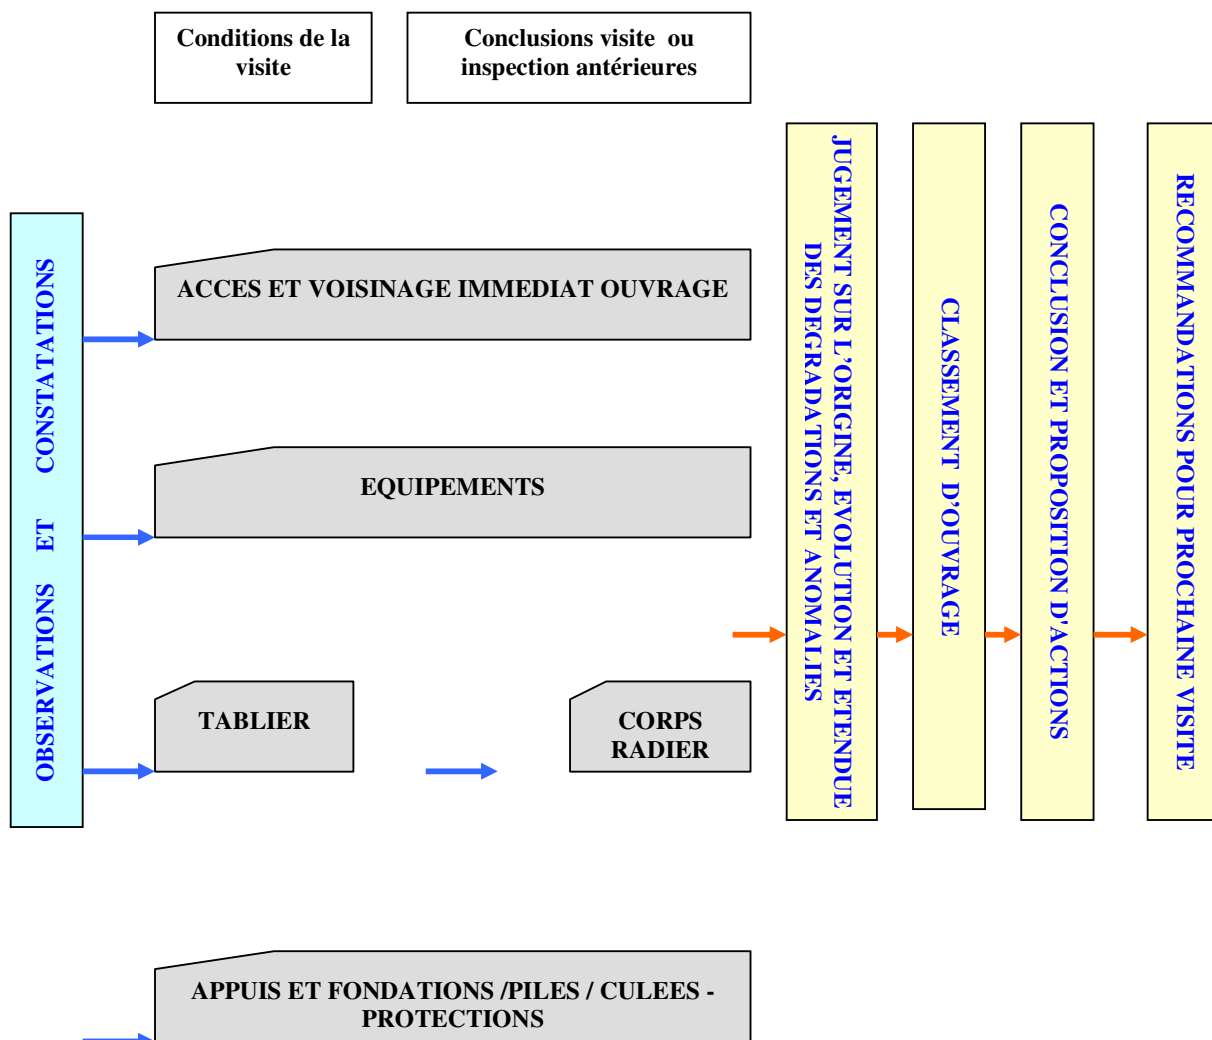 Conditions de la
visite
Conclusions visite ou
inspection antérieures
OBSERVATIONS ET CONSTATATIONS
ACCES ET VOISINAGE IMMEDIAT OUVRAGE
EQUIPEMENTS
TABLIER
CORPS
RADIER
APPUIS ET FONDATIONS /PILES / CULEES -
PROTECTIONS
JUGEMENT SUR L’ORIGINE, EVOLUTION ET ETENDUE
DES DEGRADATIONS ET ANOMALIES
CLASSEMENT D’OUVRAGE
CONCLUSION ET PROPOSITION D'ACTIONS
RECOMMANDATIONS POUR PROCHAINE VISITE